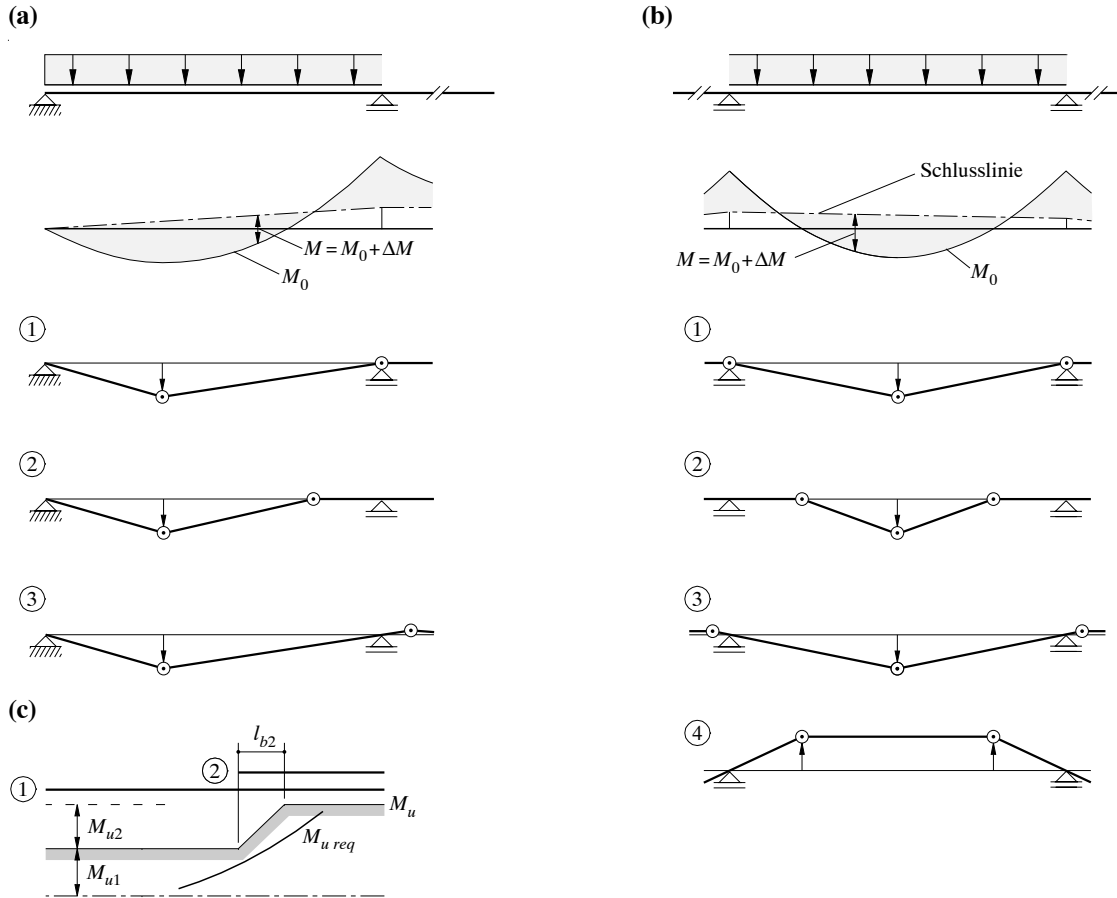 (a)
(b)
Schlusslinie
M = M0 + ΔM
M0
M = M0 + ΔM
M0
1
1
2
2
3
3
(c)
4
lb2
2
1
Mu
Mu2
Mu req
Mu1